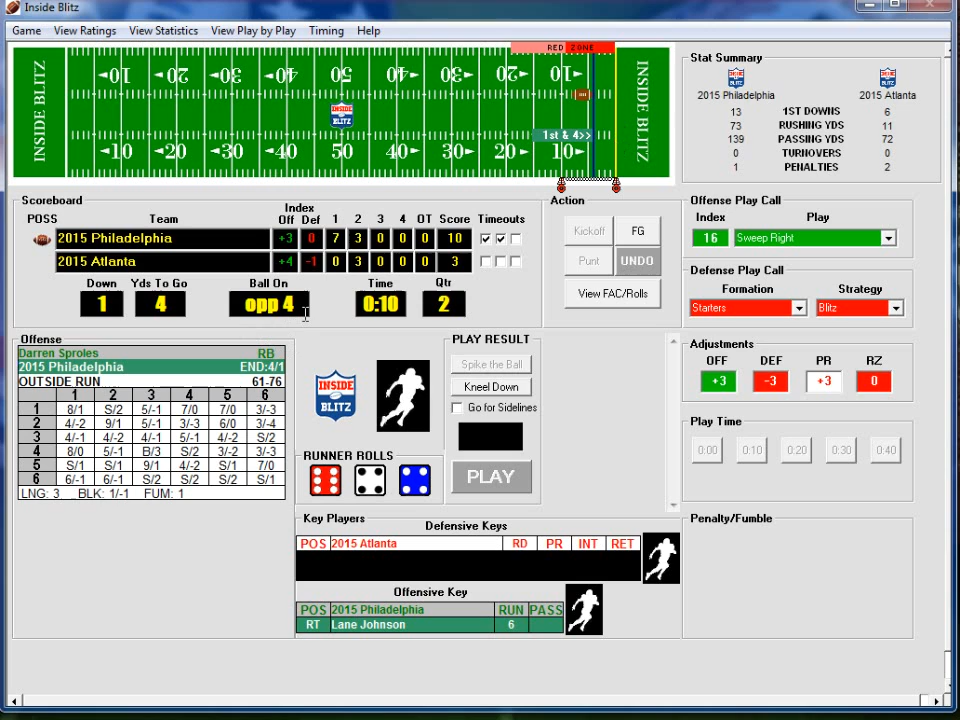 Inside Blitz
Game View Ratings View Statistics View Play by Play Timing Help
RED ZONE
10 20 30 40 50 40 30 20 10
INSIDE BLITZ
INSIDE BLITZ
INSIDE BLITZ
1st & 4>>
10 20 30 40 50 40 30 20 10
Stat Summary
2015 Philadelphia 2015 Atlanta
13 1ST DOWNS 6
73 RUSHING YDS 11
139 PASSING YDS 72
0 TURNOVERS 0
1 PENALTIES 2
Scoreboard
Index
POSS Team Off Def 1 2 3 4 OT Score Timeouts
2015 Philadelphia +3 0 7 3 0 0 0 10
2015 Atlanta +4 -1 0 3 0 0 0 3
Down Yds To Go Ball On Time Qtr
1 4 opp 4 0:10 2
Action
Kickoff FG
Punt UNDO
View FAC/Rolls
Offense Play Call
Index Play
16 Sweep Right
Defense Play Call
Formation Strategy
Starters Blitz
Offense
Darren Sproles RB
2015 Philadelphia END:4/1
OUTSIDE RUN 61-76
1 2 3 4 5 6
1 8/1 S/2 5/-1 7/0 7/0 3/-3
2 4/-2 9/1 5/-1 3/-3 6/0 3/-4
3 4/-1 4/-2 4/-1 5/-1 4/-2 S/2
4 8/0 5/-1 B/3 S/2 3/-2 3/-3
5 S/1 S/1 9/1 4/-2 S/1 7/0
6 6/-1 6/-1 S/2 S/2 S/2 S/1
LNG: 3 BLK: 1/-1 FUM: 1
INSIDE BLITZ
RUNNER ROLLS
PLAY RESULT
Spike the Ball
Kneel Down
Go for Sidelines
PLAY
Adjustments
OFF DEF PR RZ
+3 -3 +3 0
Play Time
0:00 0:10 0:20 0:30 0:40
Key Players
Defensive Keys
POS 2015 Atlanta RD PR INT RET
Offensive Key
POS 2015 Philadelphia RUN PASS
RT Lane Johnson 6
Penalty/Fumble